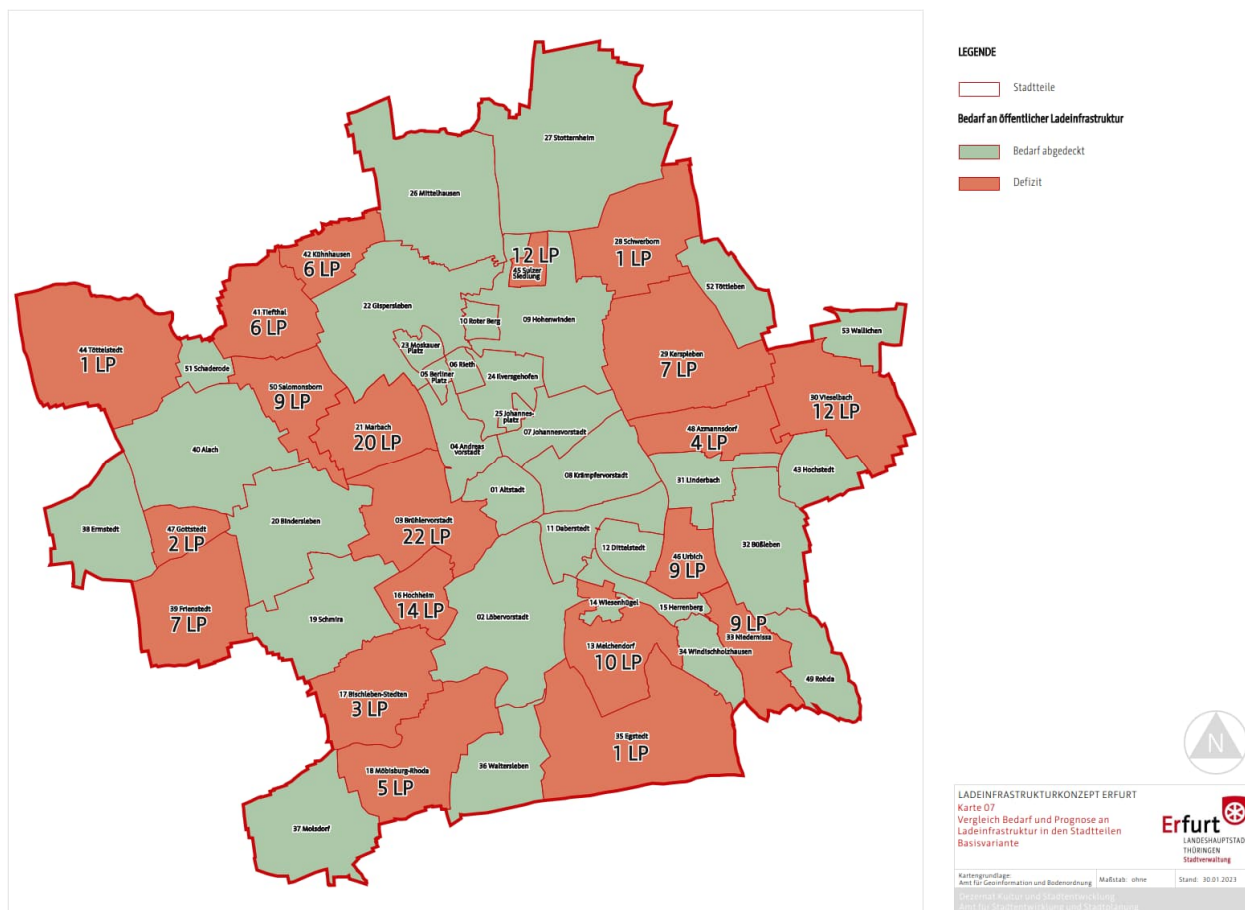 27 Stotternheim
26 Mittelhausen
28 Schwerborn
1 LP
12 LP
45 Sulzer
Siedlung
42 Kühnhausen
6 LP
52 Töttleben
22 Gispersleben
41 Tiefthal
6 LP
10 Roter Berg
09 Hohenwinden
53 Wallichen
44 Töttelstedt
1 LP
51 Schaderode
23 Moskauer
Platz
06 Rieth
05 Berliner
Platz
24 Ilversgehofen
29 Kerspleben
7 LP
50 Salomonsborn
9 LP
30 Vieselbach
12 LP
21 Marbach
20 LP
25 Johannes-
platz
07 Johannesvorstadt
48 Azmannsdorf
4 LP
40 Alach
04 Andreas
vorstadt
43 Hochstedt
08 Krämpfervorstadt
31 Linderbach
01 Altstadt
38 Ermstedt
47 Gottstedt
2 LP
20 Bindersleben
03 Brühlervorstadt
22 LP
11 Daberstedt
12 Dittelstedt
32 Büßleben
46 Urbich
9 LP
16 Hochheim
14 LP
14 Wiesenhügel
15 Herrenberg
39 Frienstedt
7 LP
19 Schmira
02 Löbervorstadt
9 LP
33 Niedernissa
13 Melchendorf
10 LP
34 Windischholzhausen
49 Rohda
17 Bischleben-Stedten
3 LP
35 Egstedt
1 LP
18 Möbisburg-Rhoda
5 LP
36 Waltersleben
37 Molsdorf
LEGENDE
Stadtteile
Bedarf an öffentlicher Ladeinfrastruktur
Bedarf abgedeckt
Defizit
N
LADEINFRASTRUKTURKONZEPT ERFURT
Karte 07
Vergleich Bedarf und Prognose an
Ladeinfrastruktur in den Stadtteilen
Basisvariante
Erfurt
LANDESHAUPTSTAD
THÜRINGEN
Stadtverwaltung
Kartengrundlage:
Amt für Geoinformation und Bodenordnung
Maßstab: ohne
Stand: 30.01.2023
Dezernat Kultur und Stadtentwicklung
Amt für Stadtentwicklung und Stadtplanung